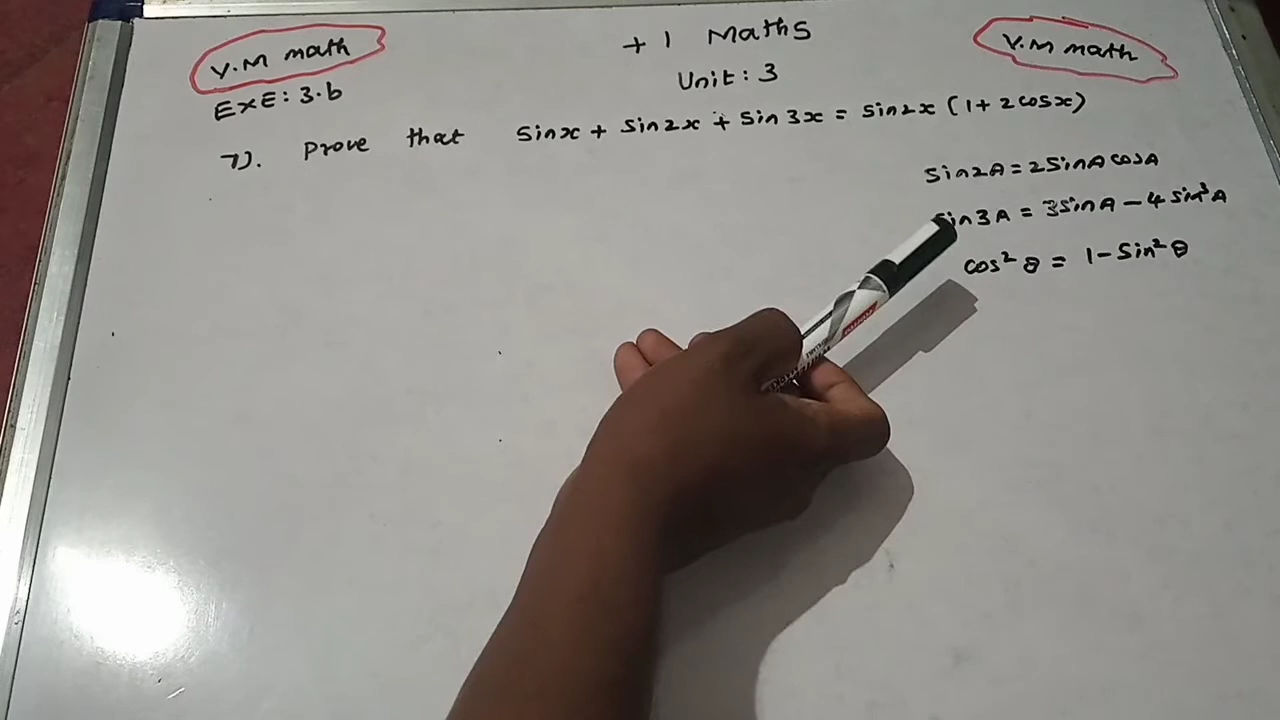 V.M math
+1 Maths
V.M math
Unit: 3
EXE: 3.b
7). Prove that sinx + sin2x + sin3x = sin2x (1+2cosx)
sin2A = 2sinA cosA
sin3A = 3sinA - 4sin³A
cos²θ = 1 - sin²θ